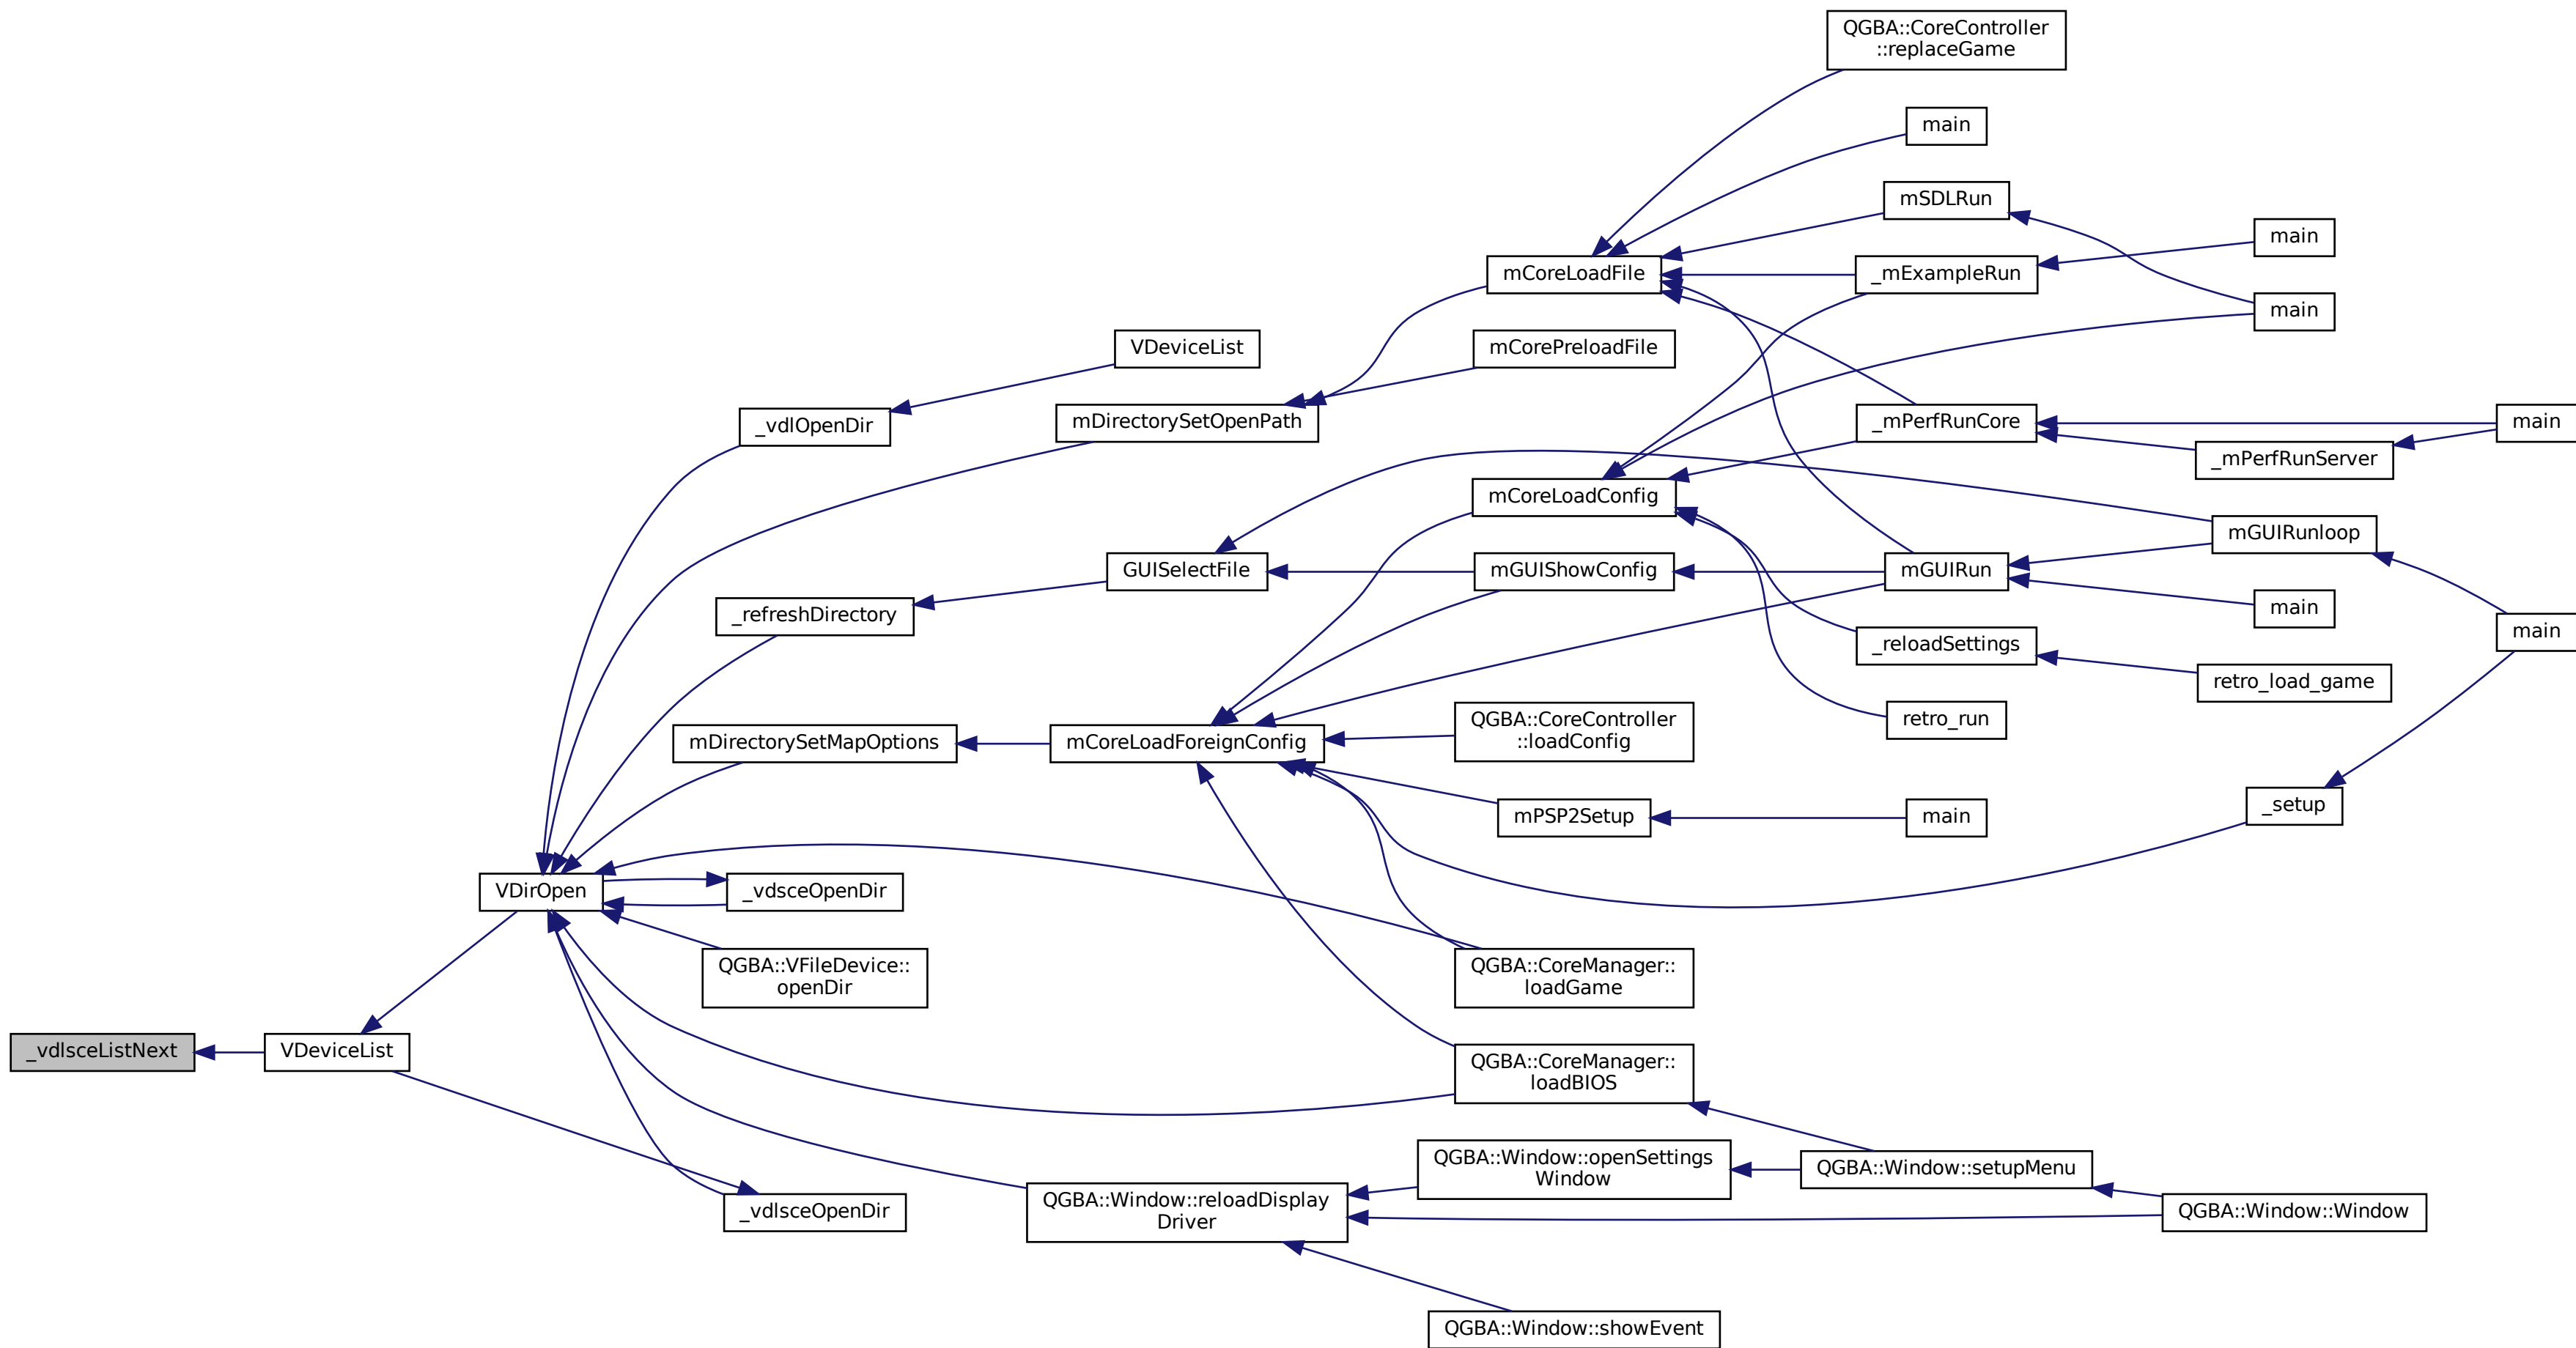 QGBA::CoreController
::replaceGame
main
mSDLRun
main
mCoreLoadFile
_mExampleRun
main
VDeviceList
mCorePreloadFile
_vdlOpenDir
mDirectorySetOpenPath
_mPerfRunCore
main
_mPerfRunServer
mCoreLoadConfig
mGUIRunloop
GUISelectFile
mGUIShowConfig
mGUIRun
_refreshDirectory
main
main
_reloadSettings
retro_load_game
retro_run
mDirectorySetMapOptions
mCoreLoadForeignConfig
QGBA::CoreController
::loadConfig
mPSP2Setup
main
_setup
VDirOpen
_vdsceOpenDir
QGBA::VFileDevice::
openDir
QGBA::CoreManager::
loadGame
_vdlsceListNext
VDeviceList
QGBA::CoreManager::
loadBIOS
QGBA::Window::openSettings
Window
QGBA::Window::setupMenu
_vdlsceOpenDir
QGBA::Window::reloadDisplay
Driver
QGBA::Window::Window
QGBA::Window::showEvent